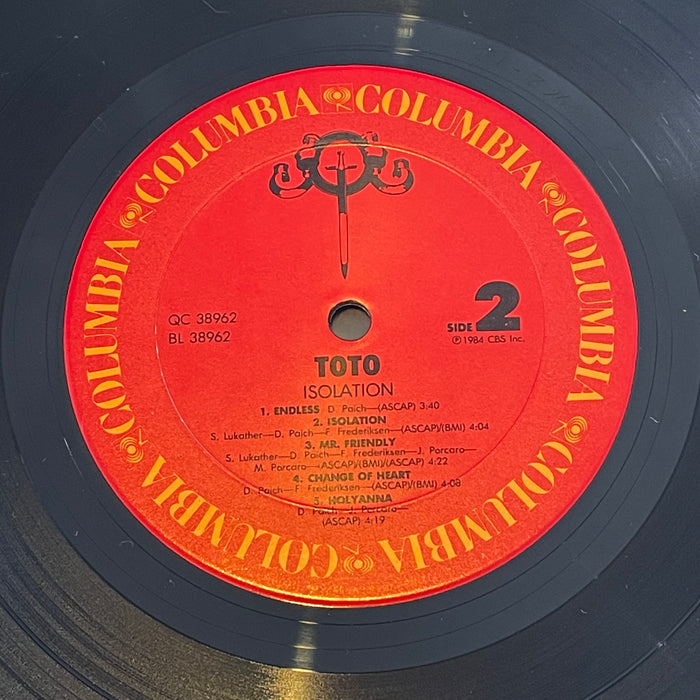 COLUMBIA COLUMBIA COLUMBIA COLUMBIA COLUMBIA COLUMBIA COLUMBIA COLUMBIA
QC 38962
BL 38962
SIDE 2
℗1984 CBS Inc.
TOTO
ISOLATION
1. ENDLESS D. Paich—(ASCAP) 3:40
2. ISOLATION
S. Lukather—D. Paich—F. Frederiksen—(ASCAP)/(BMI) 4:04
3. MR. FRIENDLY
S. Lukather—D. Paich—F. Frederiksen—J. Porcaro—
M. Porcaro—(ASCAP)/(BMI)/(ASCAP) 4:22
4. CHANGE OF HEART
D. Paich—F. Frederiksen—(ASCAP)/(BMI) 4:08
5. HOLYANNA
D. Paich—J. Porcaro—
(ASCAP) 4:19